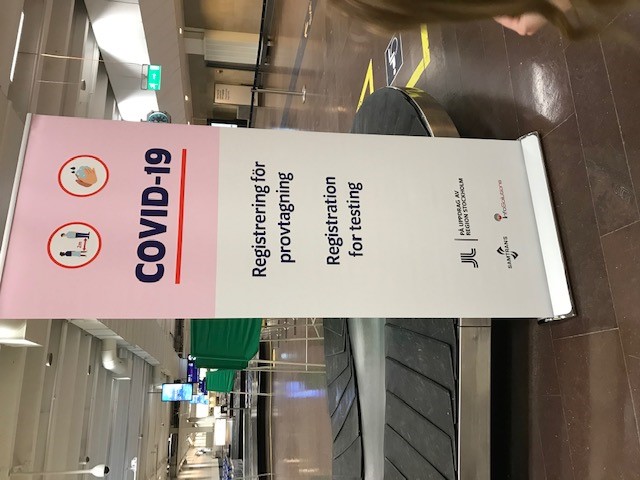 COVID-19
Registrering för
provtagning
Registration
for testing
PÅ UPPDRAG AV
REGION STOCKHOLM
SAMTRANS